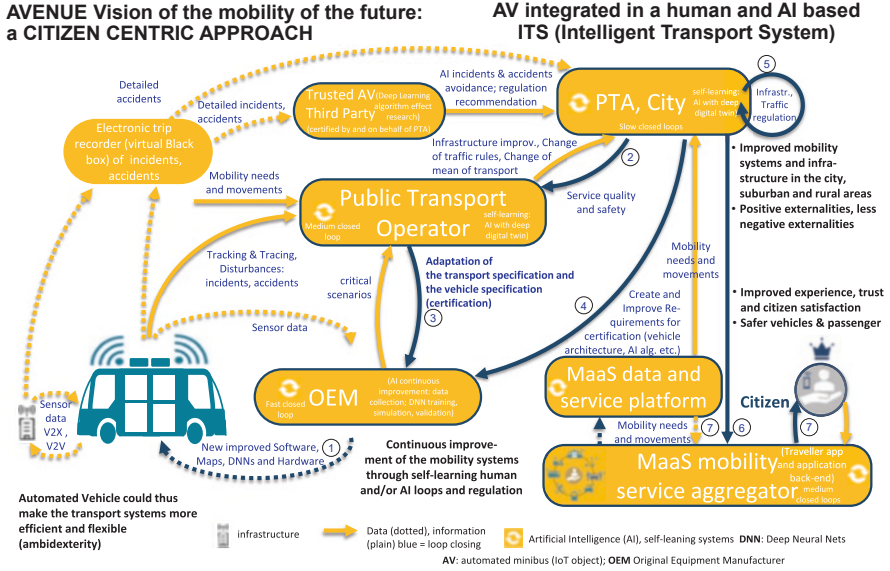 AVENUE Vision of the mobility of the future:
a CITIZEN CENTRIC APPROACH
AV integrated in a human and AI based
ITS (Intelligent Transport System)
Detailed
accidents
Detailed incidents,
accidents
Trusted AV (Deep Learning
Third Party algorithm effect
research)
(certified by and on behalf of PTA)
AI incidents & accidents
avoidance; regulation
recommendation
PTA, City
self-learning:
AI with deep
digital twin)
Slow closed loops
5
Infrastr.,
Traffic
regulation
Electronic trip
recorder (virtual Black
box) of incidents,
accidents
Infrastructure improv., Change
of traffic rules, Change of
mean of transport
2
Mobility needs
and movements
Public Transport
Operator
Medium closed
loop
self-learning:
AI with deep
digital twin)
Service quality
and safety
• Improved mobility
systems and infra-
structure in the city,
suburban and rural areas
• Positive externalities, less
negative externalities
Tracking & Tracing,
Disturbances:
incidents, accidents
critical
scenarios
Adaptation of
the transport specification and
the vehicle specification
(certification)
3
4
Mobility
needs and
movements
Create and
Improve Re-
quirements for
certification (vehicle
architecture, AI alg. etc.)
• Improved experience, trust
and citizen satisfaction
• Safer vehicles & passenger
Sensor data
OEM
Fast closed
loop
(AI continuous
improvement: data
collection; DNN training,
simulation, validation)
MaaS data and
service platform
Citizen
Sensor
data
V2X ,
V2V
Mobility needs
and movements
7
6
7
New improved Software,
Maps, DNNs and Hardware
1
Continuous improve-
ment of the mobility systems
through self-learning human
and/or AI loops and regulation
MaaS mobility
service aggregator
(Traveller app
and application
back-end)
medium
closed loops
Automated Vehicle could thus
make the transport systems more
efficient and flexible
(ambidexterity)
infrastructure
Data (dotted), information
(plain) blue = loop closing
Artificial Intelligence (AI), self-leaning systems DNN: Deep Neural Nets
AV: automated minibus (IoT object); OEM Original Equipment Manufacturer